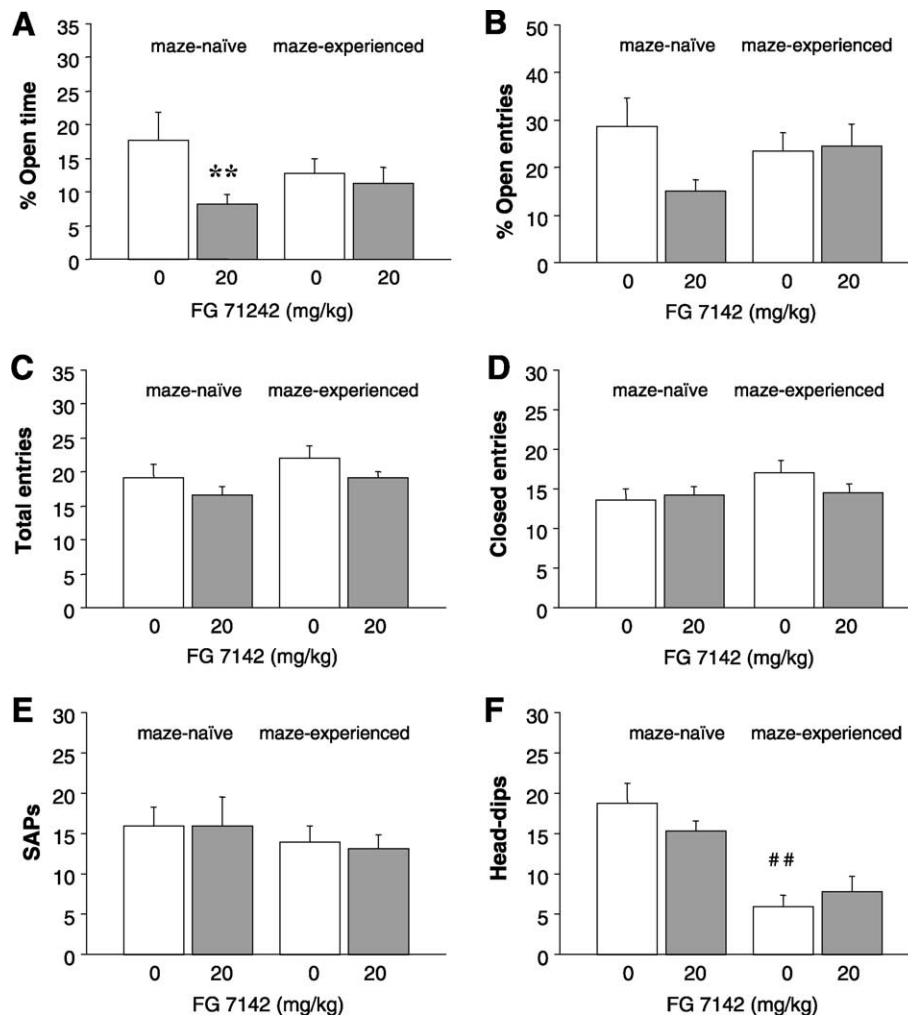 A
35
30
25
20
15
10
5
0
% Open time
maze-naïve
maze-experienced
**
0 20 0 20
FG 71242 (mg/kg)
B
50
40
30
20
10
0
% Open entries
maze-naïve
maze-experienced
0 20 0 20
FG 7142 (mg/kg)
C
35
30
25
20
15
10
5
0
Total entries
maze-naïve
maze-experienced
0 20 0 20
FG 7142 (mg/kg)
D
30
25
20
15
10
5
0
Closed entries
maze-naïve
maze-experienced
0 20 0 20
FG 7142 (mg/kg)
E
30
25
20
15
10
5
0
SAPs
maze-naïve
maze-experienced
0 20 0 20
FG 7142 (mg/kg)
F
30
25
20
15
10
5
0
Head-dips
maze-naïve
maze-experienced
##
0 20 0 20
FG 7142 (mg/kg)